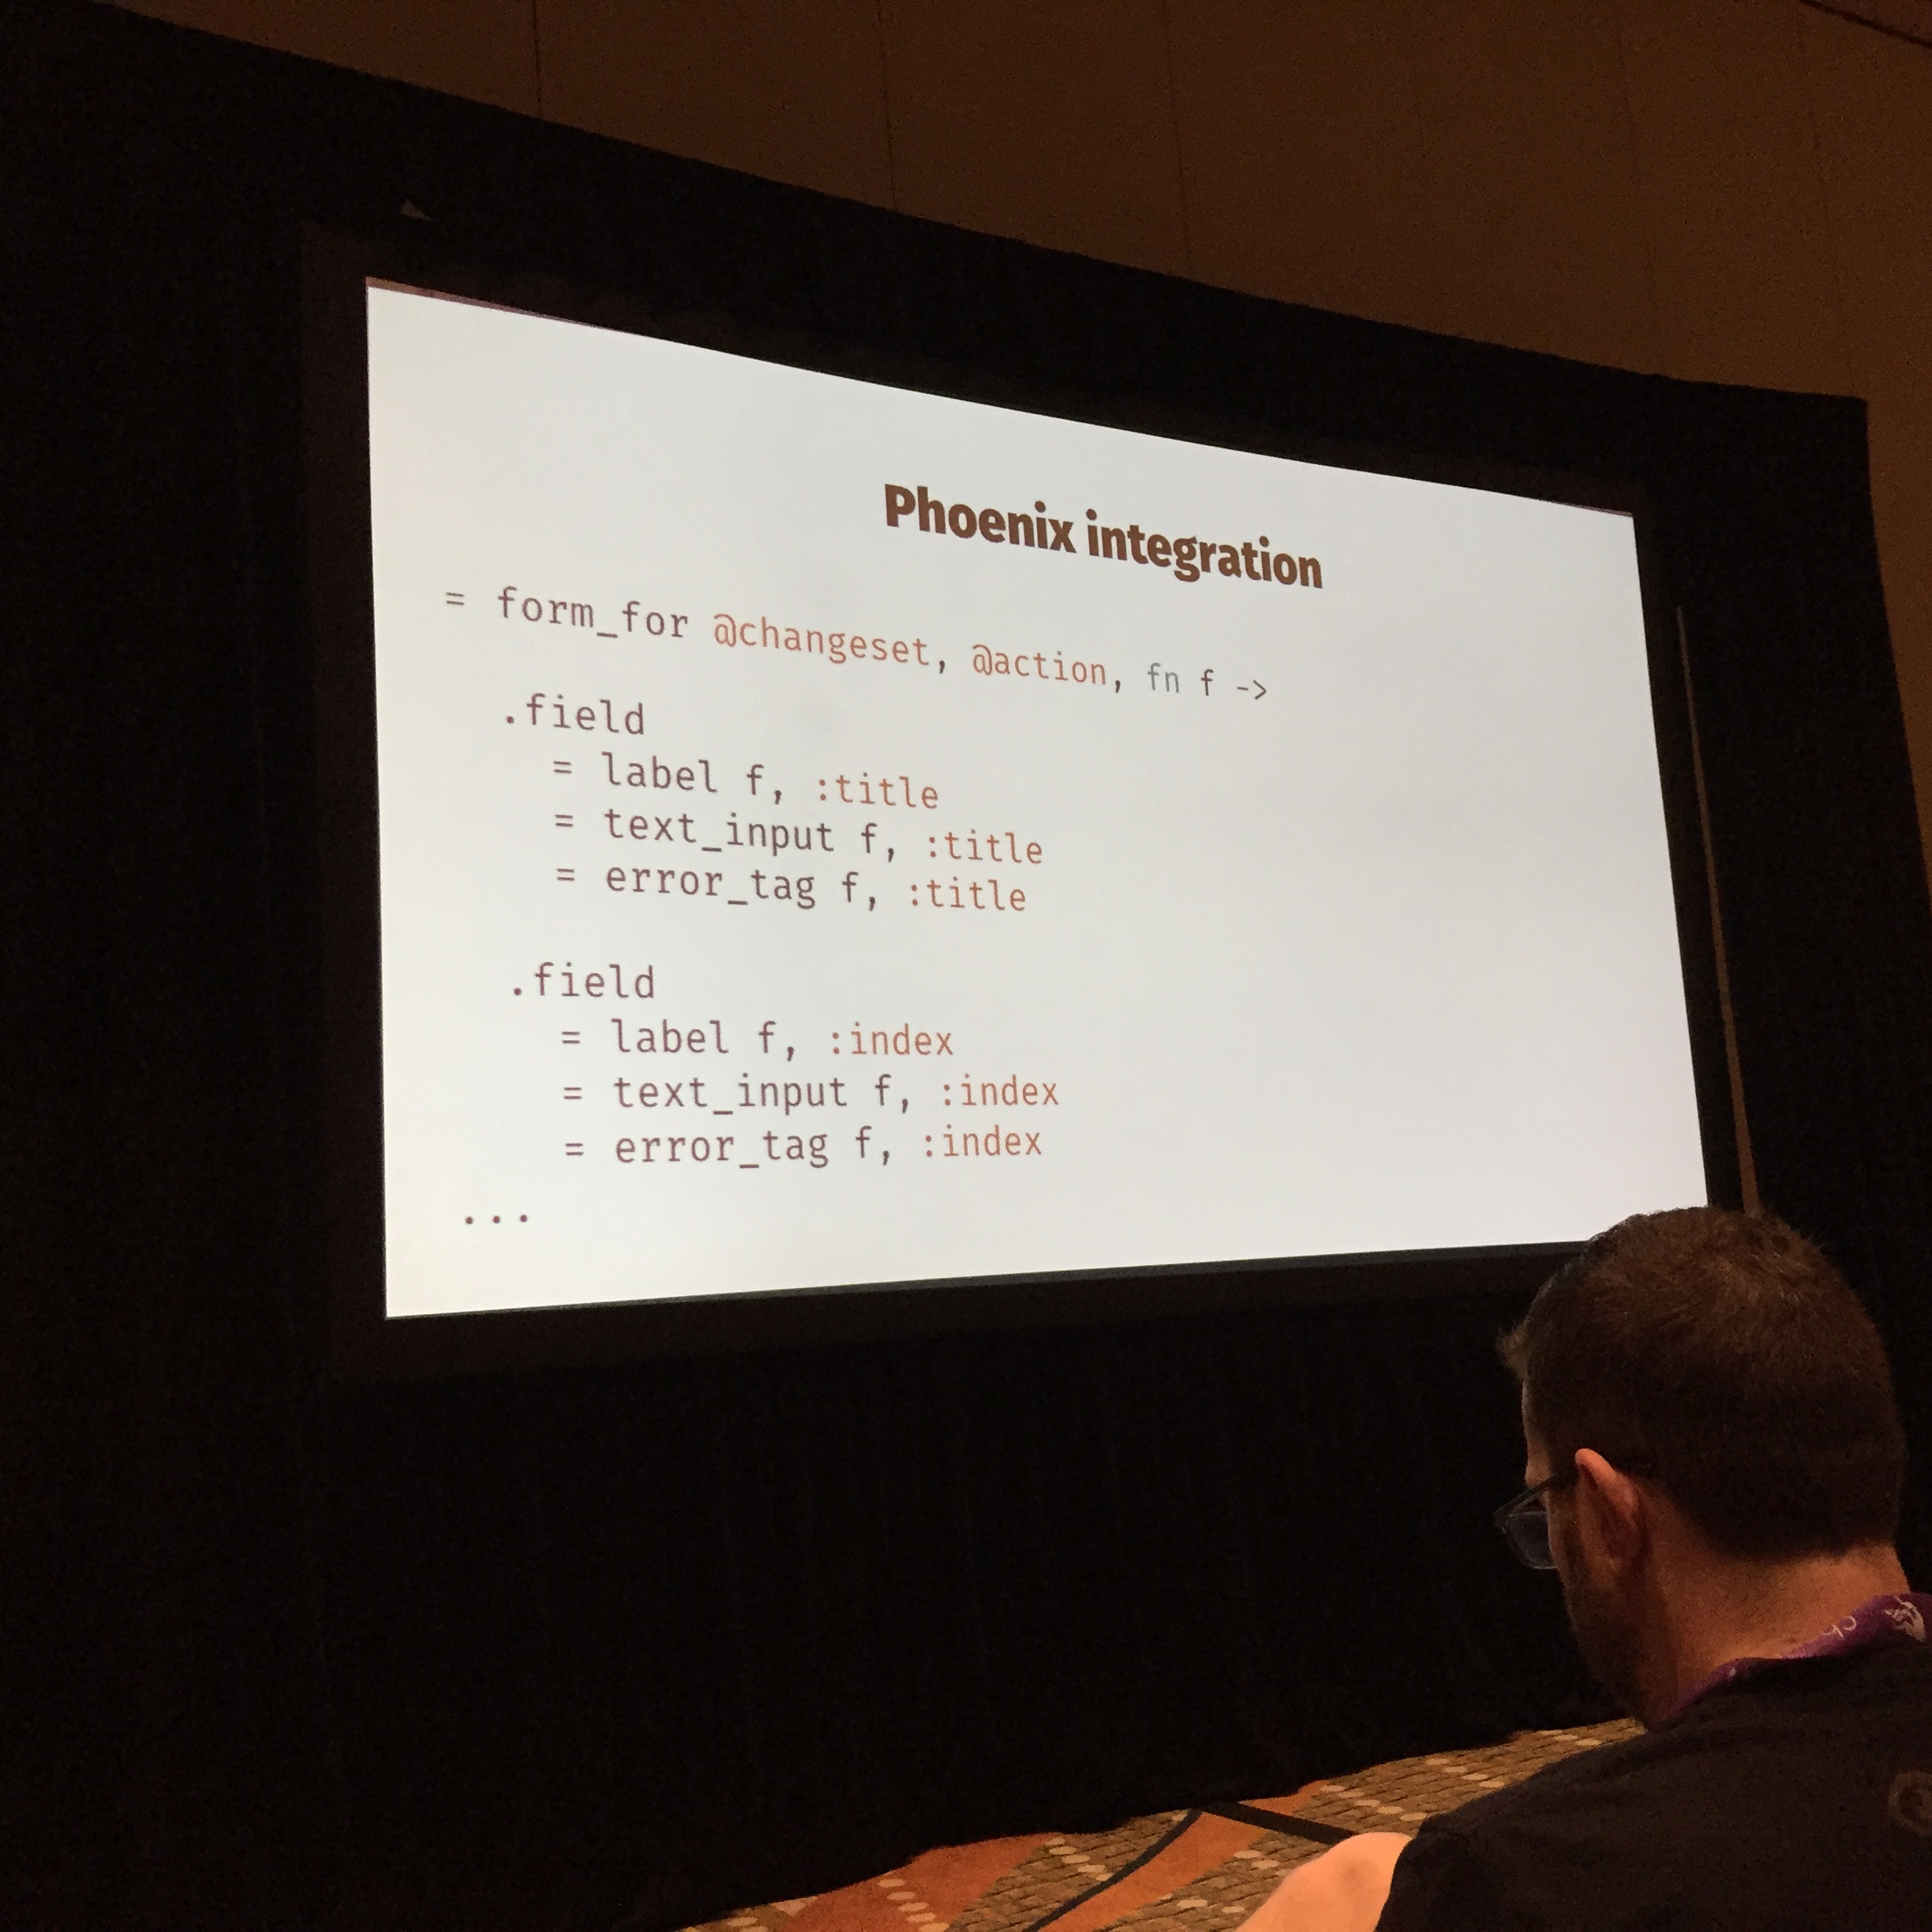 Phoenix integration
= form_for @changeset, @action, fn f ->
.field
= label f, :title
= text_input f, :title
= error_tag f, :title
.field
= label f, :index
= text_input f, :index
= error_tag f, :index
...